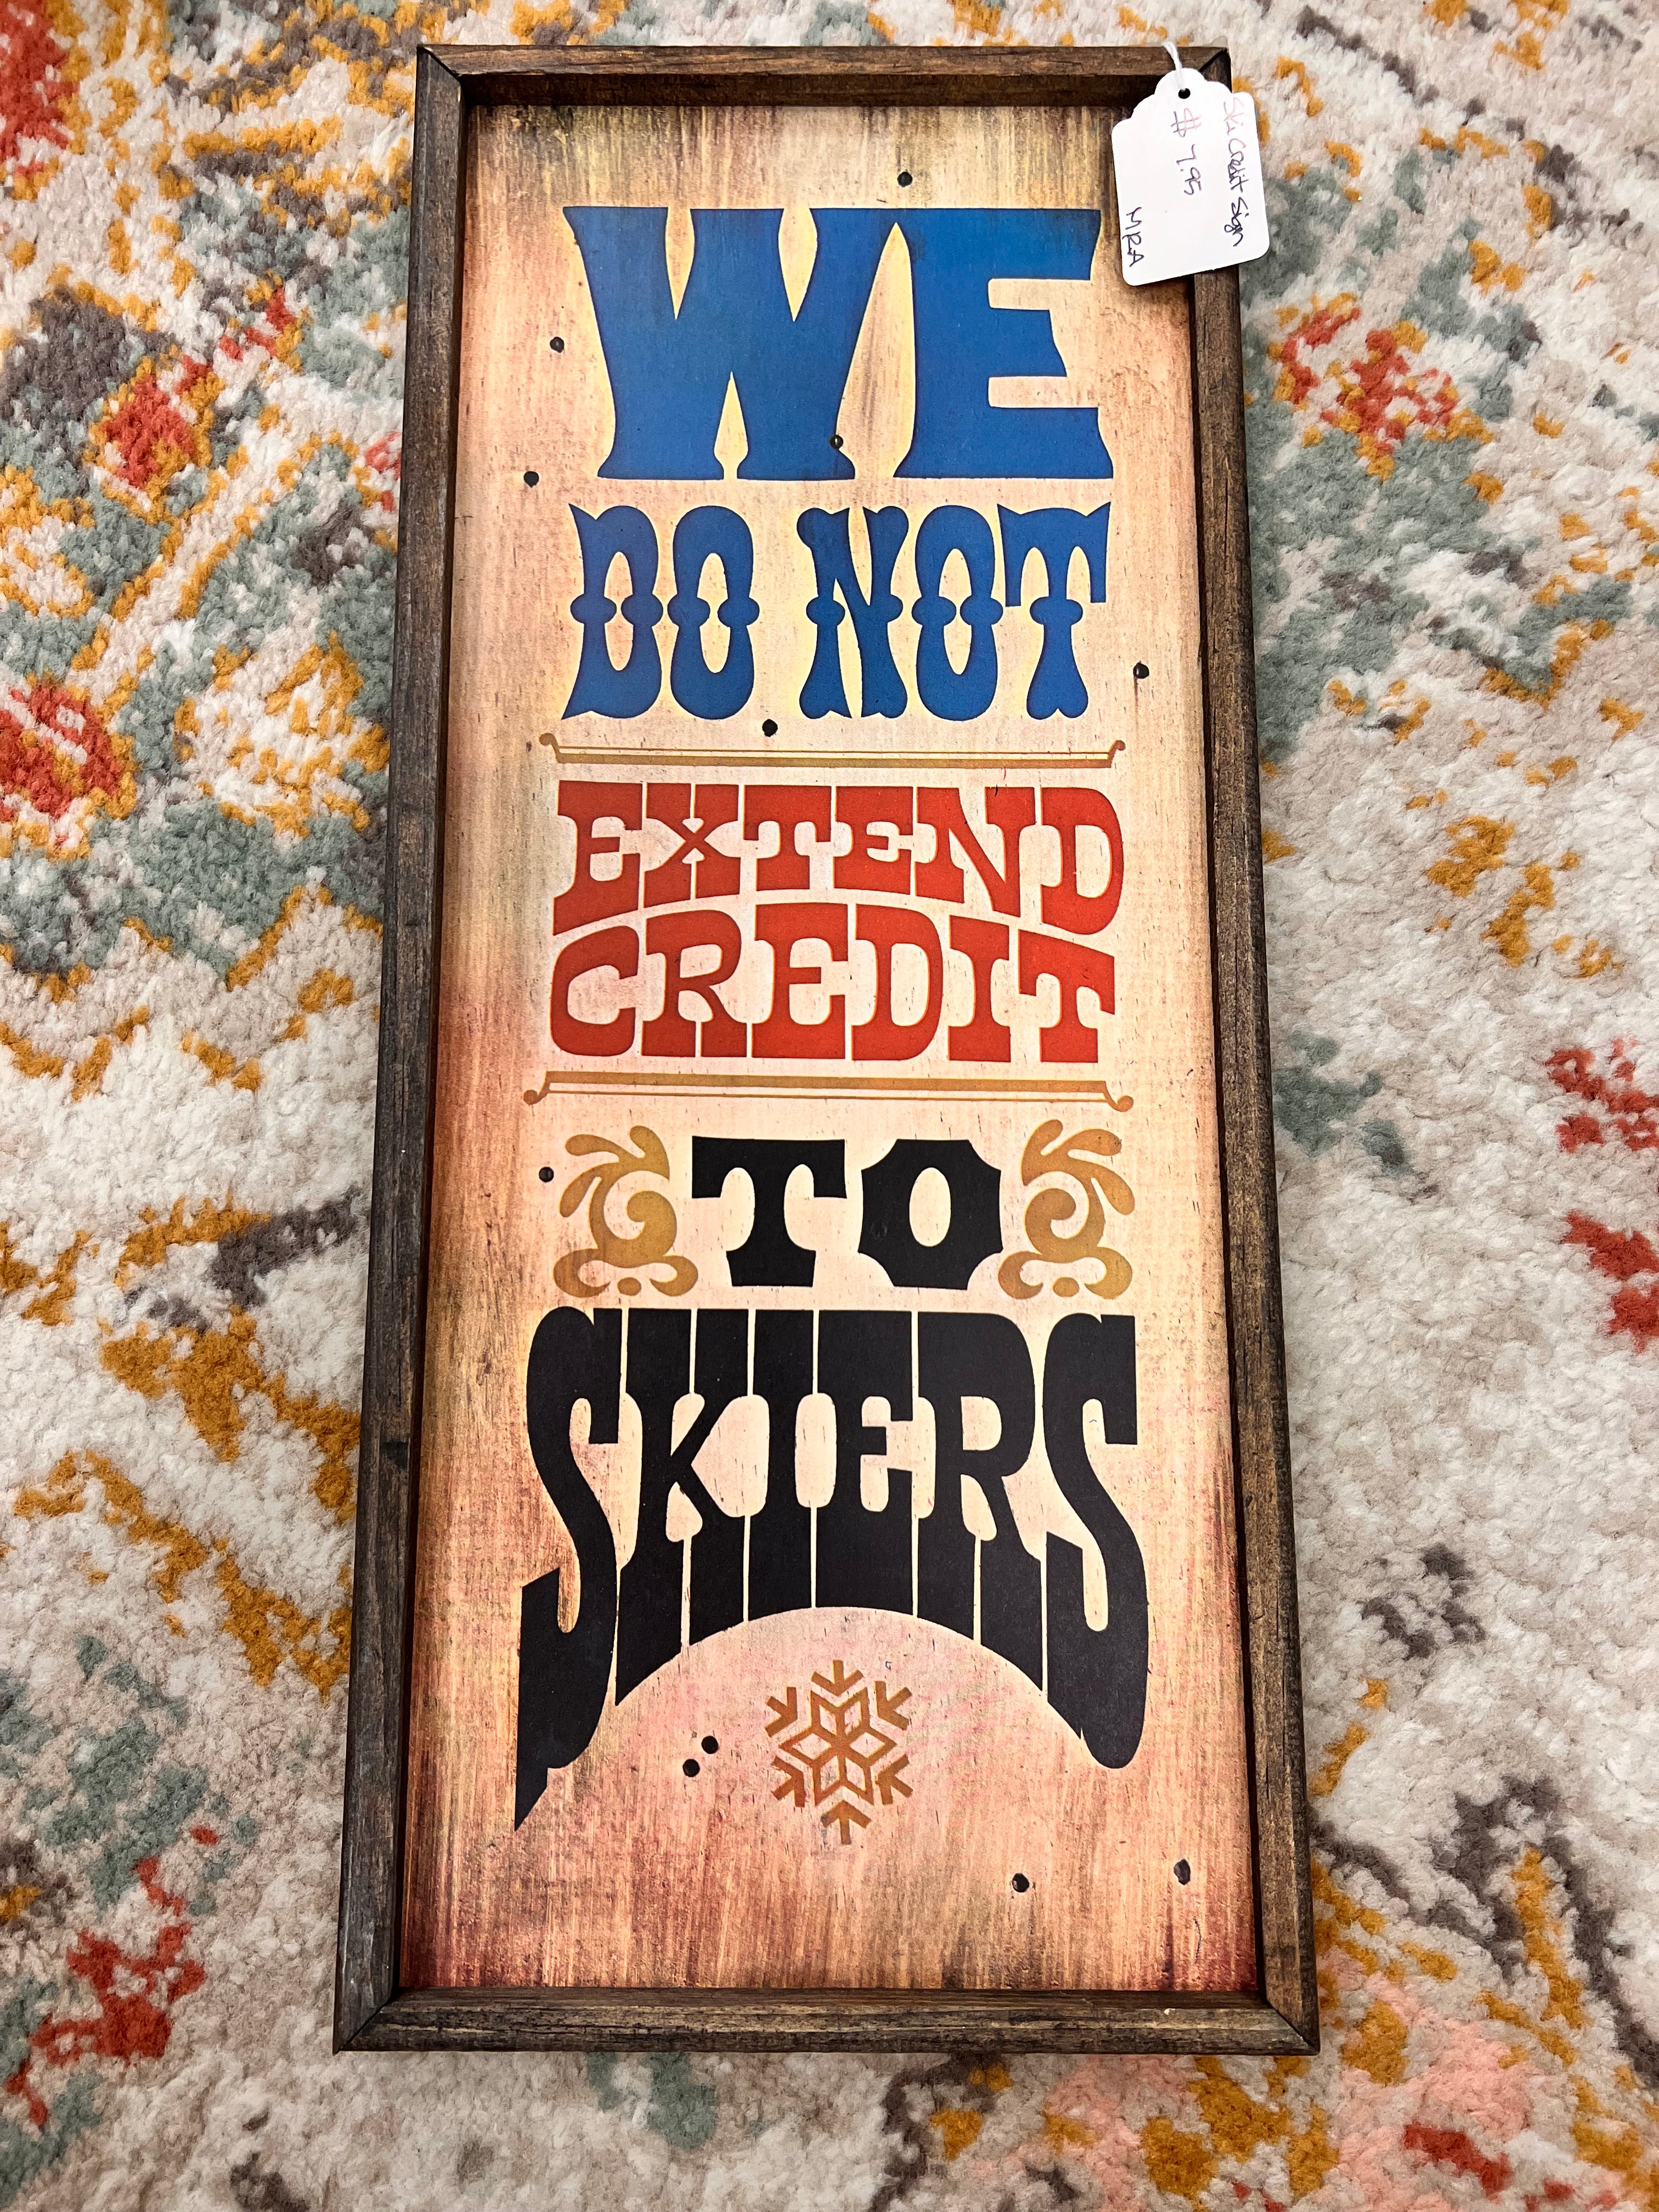 Ski Credit Sign
$ 7.95
MRA
WE
DO NOT
EXTEND
CREDIT
TO
SKIERS